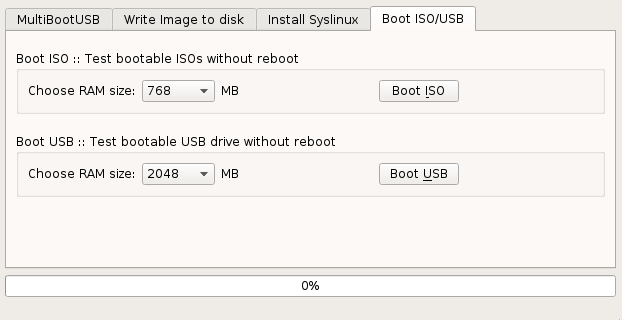 MultiBootUSB Write Image to disk Install Syslinux Boot ISO/USB
Boot ISO :: Test bootable ISOs without reboot
Choose RAM size: 768 MB Boot ISO
Boot USB :: Test bootable USB drive without reboot
Choose RAM size: 2048 MB Boot USB
0%